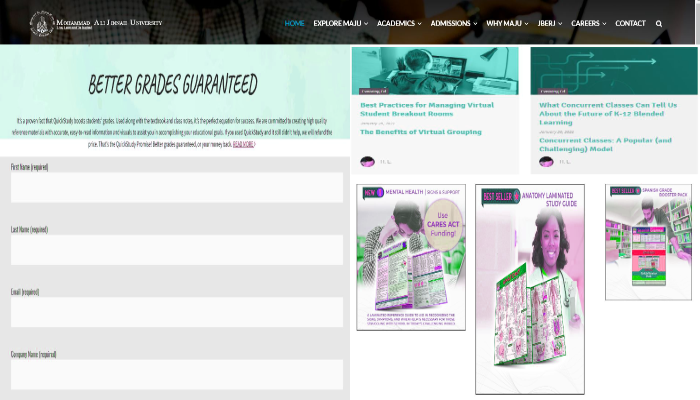 Mohammad Ali Jinnah University
HOME EXPLORE MAJU ACADEMICS ADMISSIONS WHY MAJU JBERJ CAREERS CONTACT
BETTER GRADES GUARANTEED
It's a proven fact that QuickStudy boosts students' grades. Used along with the textbook and class notes, it's the perfect equation for success. We are committed to creating high quality
reference materials with accurate, easy-to-read information and visuals to assist you in accomplishing your educational goals. If you used QuickStudy and it still didn't help, we will refund the
price. That's the QuickStudy Promise! Better grades guaranteed, or your money back. READ MORE
First Name (required)
Last Name (required)
Email (required)
Company Name (required)
Best Practices for Managing Virtual
Student Breakout Rooms
The Benefits of Virtual Grouping
What Concurrent Classes Can Tell Us
About the Future of K-12 Blended
Learning
Concurrent Classes: A Popular (and
Challenging) Model
NEW MENTAL HEALTH | SIGNS & SUPPORT
Use
CARES ACT
Funding!
BEST SELLER ANATOMY LAMINATED
STUDY GUIDE
BEST SELLER SPANISH GRADE
BOOSTER PACK